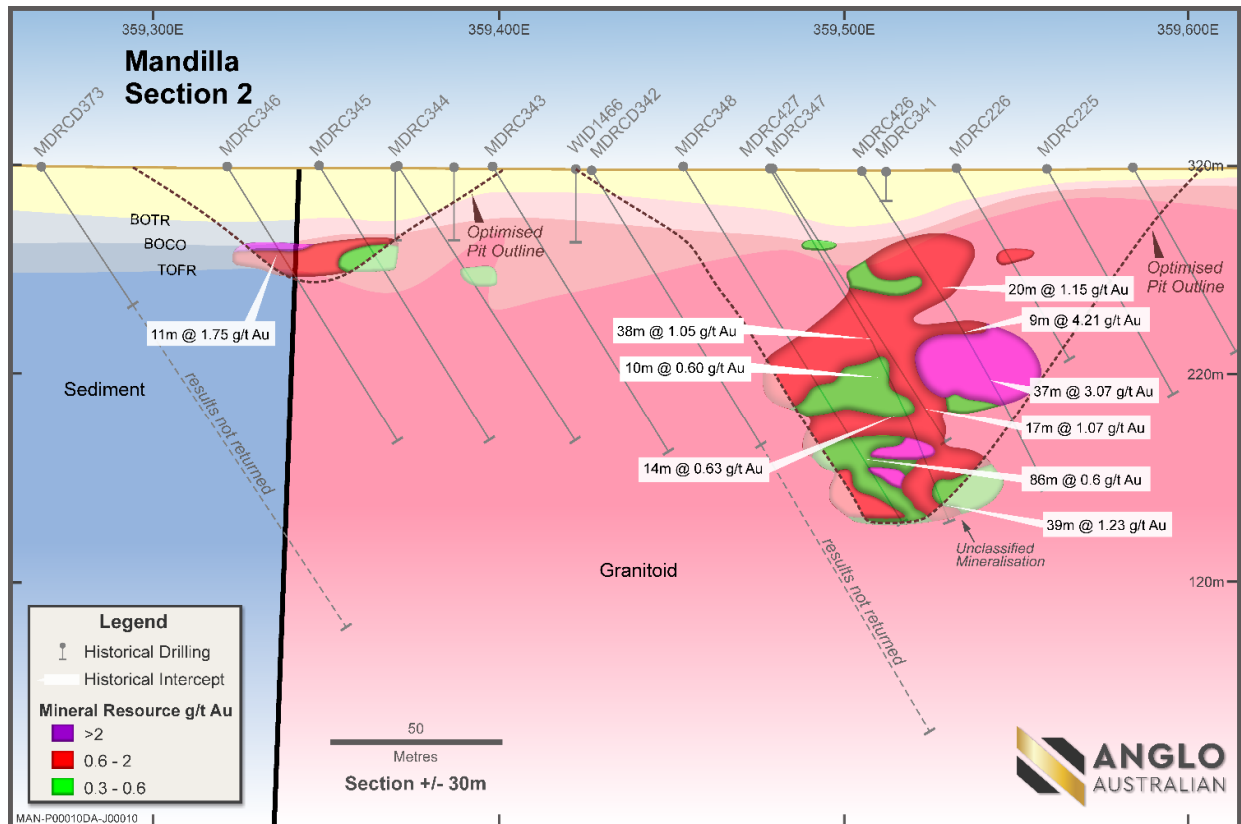 359,300E
359,400E
359,500E
359,600E
Mandilla
Section 2
MDRCD373
MDRC346
MDRC345
MDRC344
MDRC343
WID1466
MDRCD342
MDRC348
MDRC427
MDRC347
MDRC426
MDRC341
MDRC226
MDRC225
320m
BOTR
BOCO
TOFR
Optimised
Pit Outline
Optimised
Pit Outline
20m @ 1.15 g/t Au
9m @ 4.21 g/t Au
11m @ 1.75 g/t Au
38m @ 1.05 g/t Au
10m @ 0.60 g/t Au
220m
37m @ 3.07 g/t Au
Sediment
results not returned
17m @ 1.07 g/t Au
14m @ 0.63 g/t Au
86m @ 0.6 g/t Au
39m @ 1.23 g/t Au
Unclassified
Mineralisation
Granitoid
results not returned
120m
Legend
Historical Drilling
Historical Intercept
Mineral Resource g/t Au
>2
0.6 - 2
0.3 - 0.6
50
Metres
Section +/- 30m
ANGLO
AUSTRALIAN
MAN-P00010DA-J00010